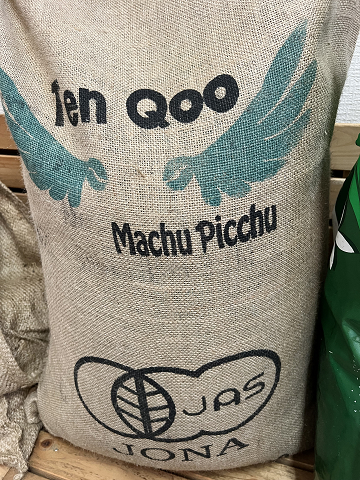 Ten Qoo
Machu Picchu
JAS
JONA